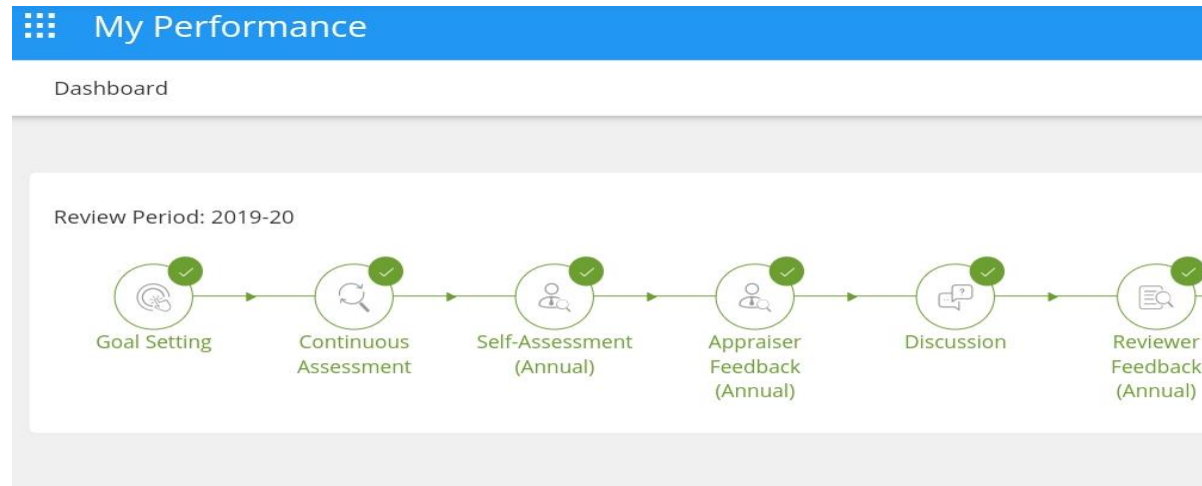 My Performance
Dashboard
Review Period: 2019-20
Goal Setting
Continuous
Assessment
Self-Assessment
(Annual)
Appraiser
Feedback
(Annual)
Discussion
Reviewer
Feedback
(Annual)